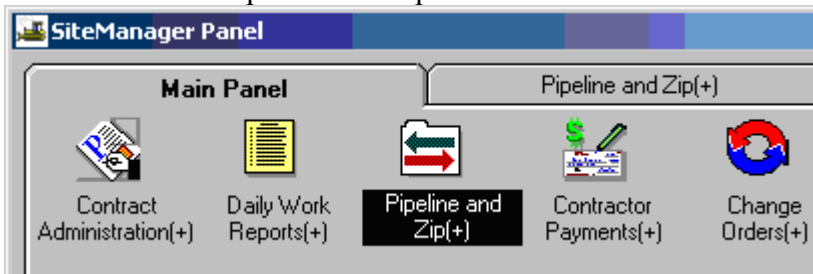 SiteManager Panel
Main Panel
Pipeline and Zip(+)
Contract
Administration(+)
Daily Work
Reports(+)
Pipeline and
Zip(+)
Contractor
Payments(+)
Change
Orders(+)